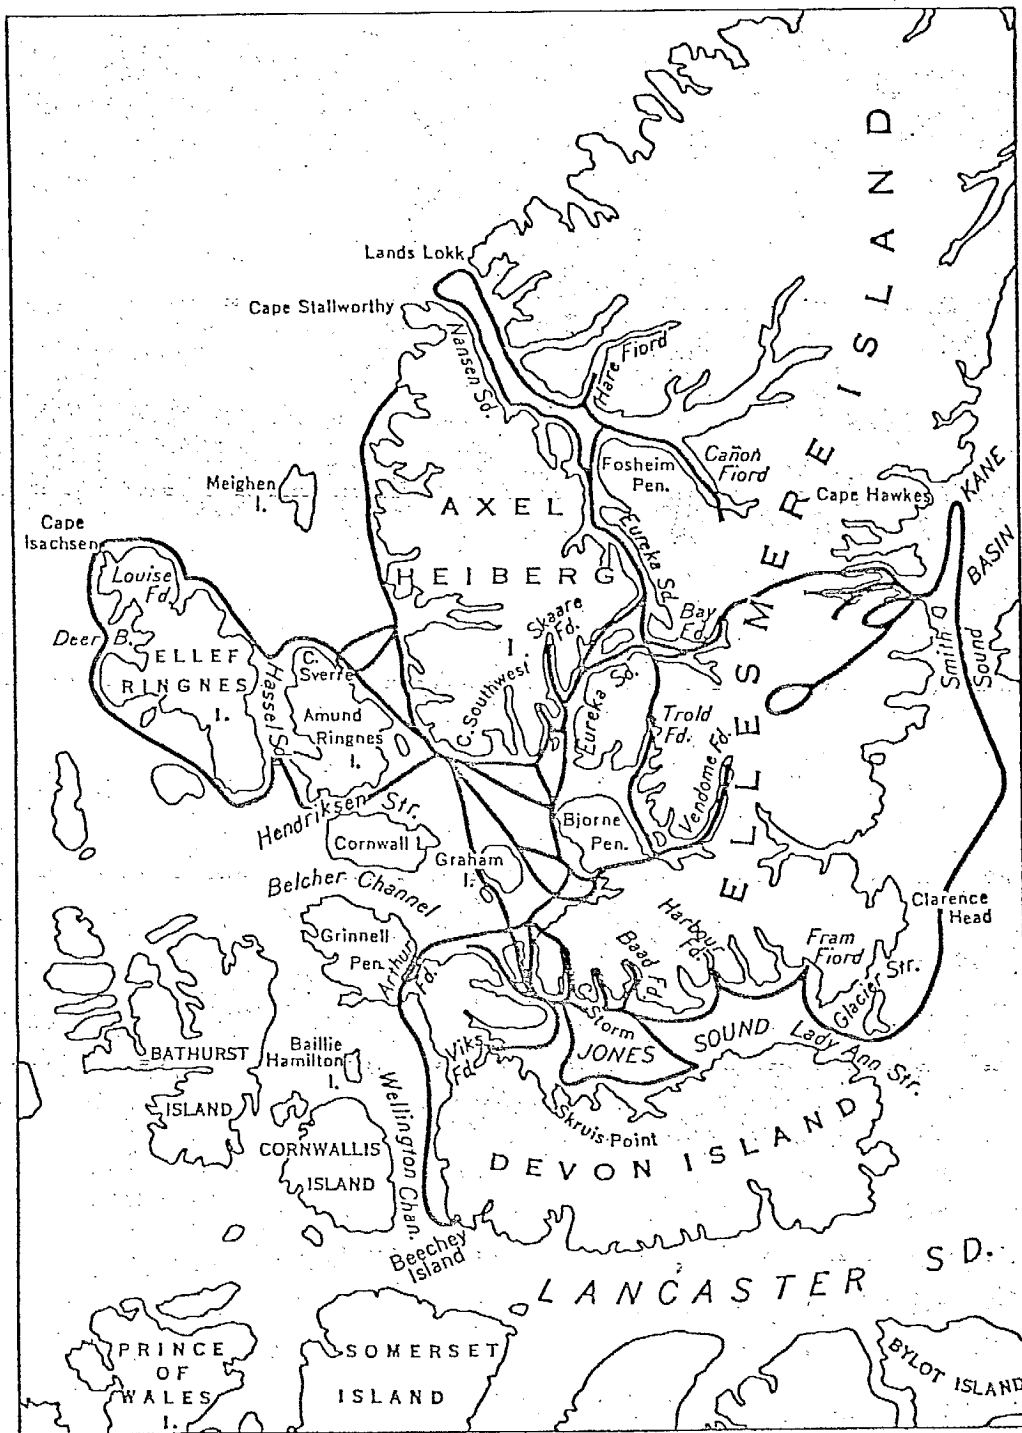 Lands Lokk
Cape Stallworthy
Nansen Sd.
Hare Fiord
Cañon
Fiord
Fosheim
Pen.
ELLESMERE ISLAND
Cape Hawkes
KANE
BASIN
Meighen
I.
AXEL
HEIBERG
I.
Cape
Isachsen
Louise
Fd.
Deer B.
ELLEF
RINGNES
I.
Hassel Sd.
C.
Sverre
Amund
Ringnes
I.
Eureka Sd.
Skaare
Fd.
Bay
Fd.
C. Southwest
Eureka Sd.
Trold
Fd.
Vendome Fd.
Smith
Sound
Hendriksen Str.
Cornwall I.
Bjorne
Pen.
Graham
I.
Belcher Channel
Grinnell
Pen.
Arthur
Fd.
Baad Fd.
Harbour
Fd.
Fram
Fiord
Clarence
Head
Glacier Str.
C.
Storm
JONES SOUND
Lady Ann Str.
Viks
Fd.
Skruis Point
BATHURST
ISLAND
Baillie
Hamilton
I.
Wellington Chan.
CORNWALLIS
ISLAND
DEVON ISLAND
Beechey
Island
LANCASTER SD.
PRINCE
OF
WALES
I.
SOMERSET
ISLAND
BYLOT ISLAND